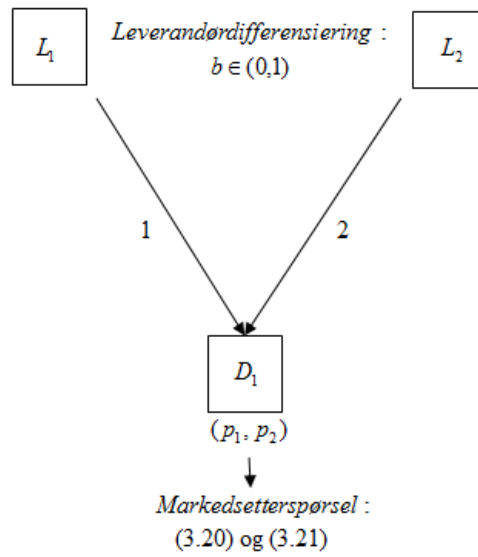 L₁
Leverandørdifferensiering :
b ∈ (0,1)
L₂
1
2
D₁
(p₁, p₂)
Markedsetterspørsel :
(3.20) og (3.21)